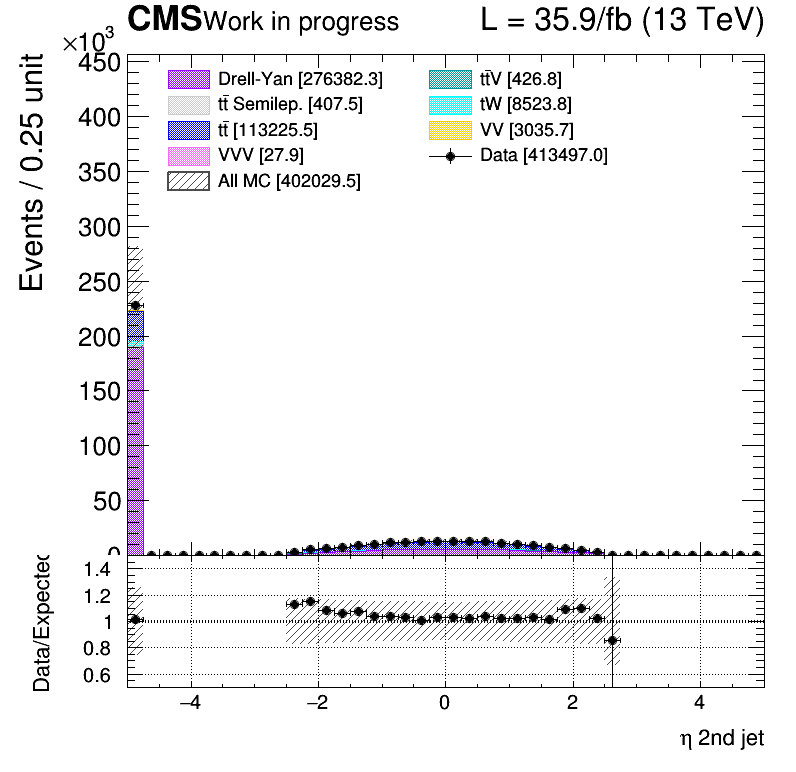 CMS Work in progress L = 35.9/fb (13 TeV)
×10³
Events / 0.25 unit
450
400
350
300
250
200
150
100
50
0
Drell-Yan [276382.3]
tt̄ Semilep. [407.5]
tt̄ [113225.5]
VVV [27.9]
All MC [402029.5]
tt̄V [426.8]
tW [8523.8]
VV [3035.7]
Data [413497.0]
Data/Expected
1.4
1.2
1
0.8
0.6
−4 −2 0 2 4
η 2nd jet